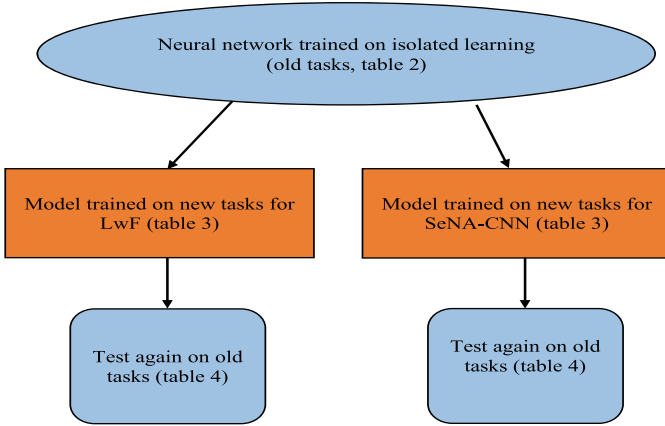 Neural network trained on isolated learning
(old tasks, table 2)
Model trained on new tasks for
LwF (table 3)
Model trained on new tasks for
SeNA-CNN (table 3)
Test again on old
tasks (table 4)
Test again on old
tasks (table 4)